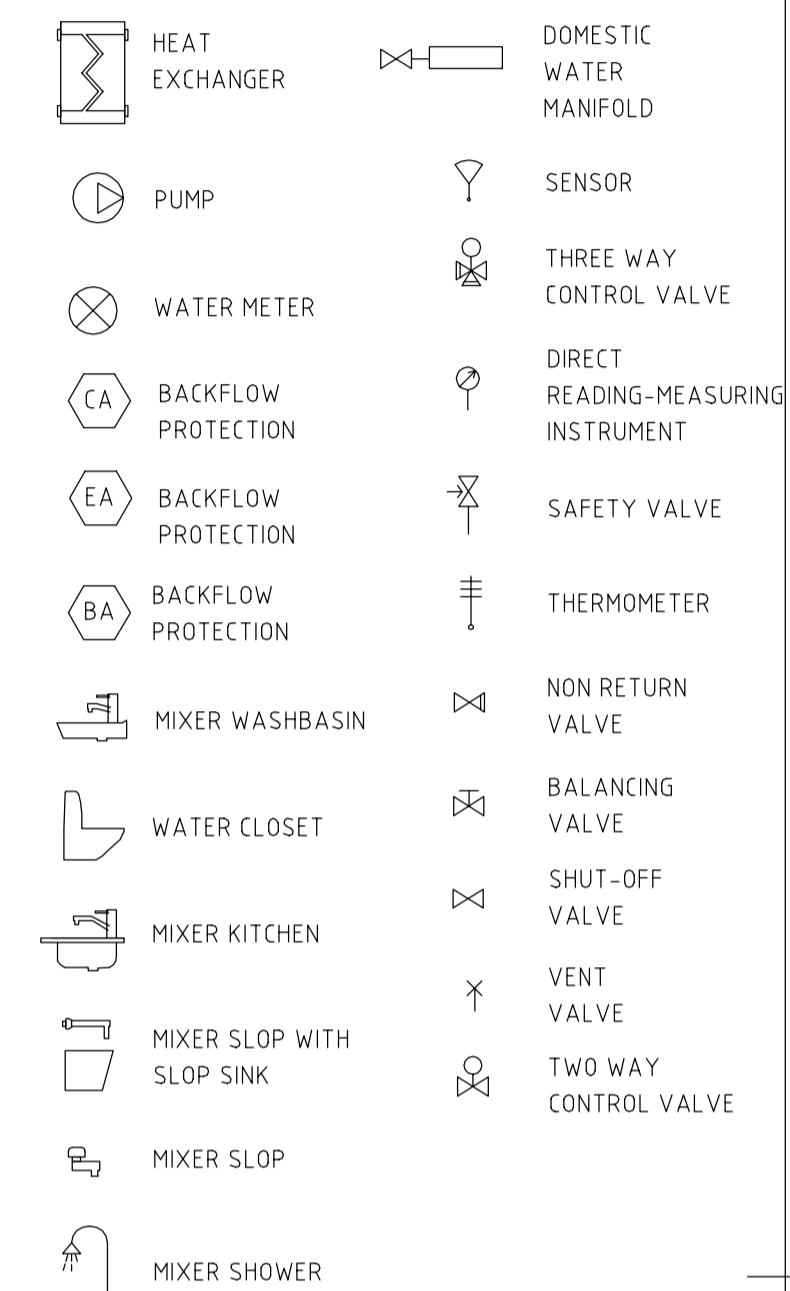 HEAT
EXCHANGER
PUMP
WATER METER
CA
BACKFLOW
PROTECTION
EA
BACKFLOW
PROTECTION
BA
BACKFLOW
PROTECTION
MIXER WASHBASIN
WATER CLOSET
MIXER KITCHEN
MIXER SLOP WITH
SLOP SINK
MIXER SLOP
MIXER SHOWER
DOMESTIC
WATER
MANIFOLD
SENSOR
THREE WAY
CONTROL VALVE
DIRECT
READING-MEASURING
INSTRUMENT
SAFETY VALVE
THERMOMETER
NON RETURN
VALVE
BALANCING
VALVE
SHUT-OFF
VALVE
VENT
VALVE
TWO WAY
CONTROL VALVE